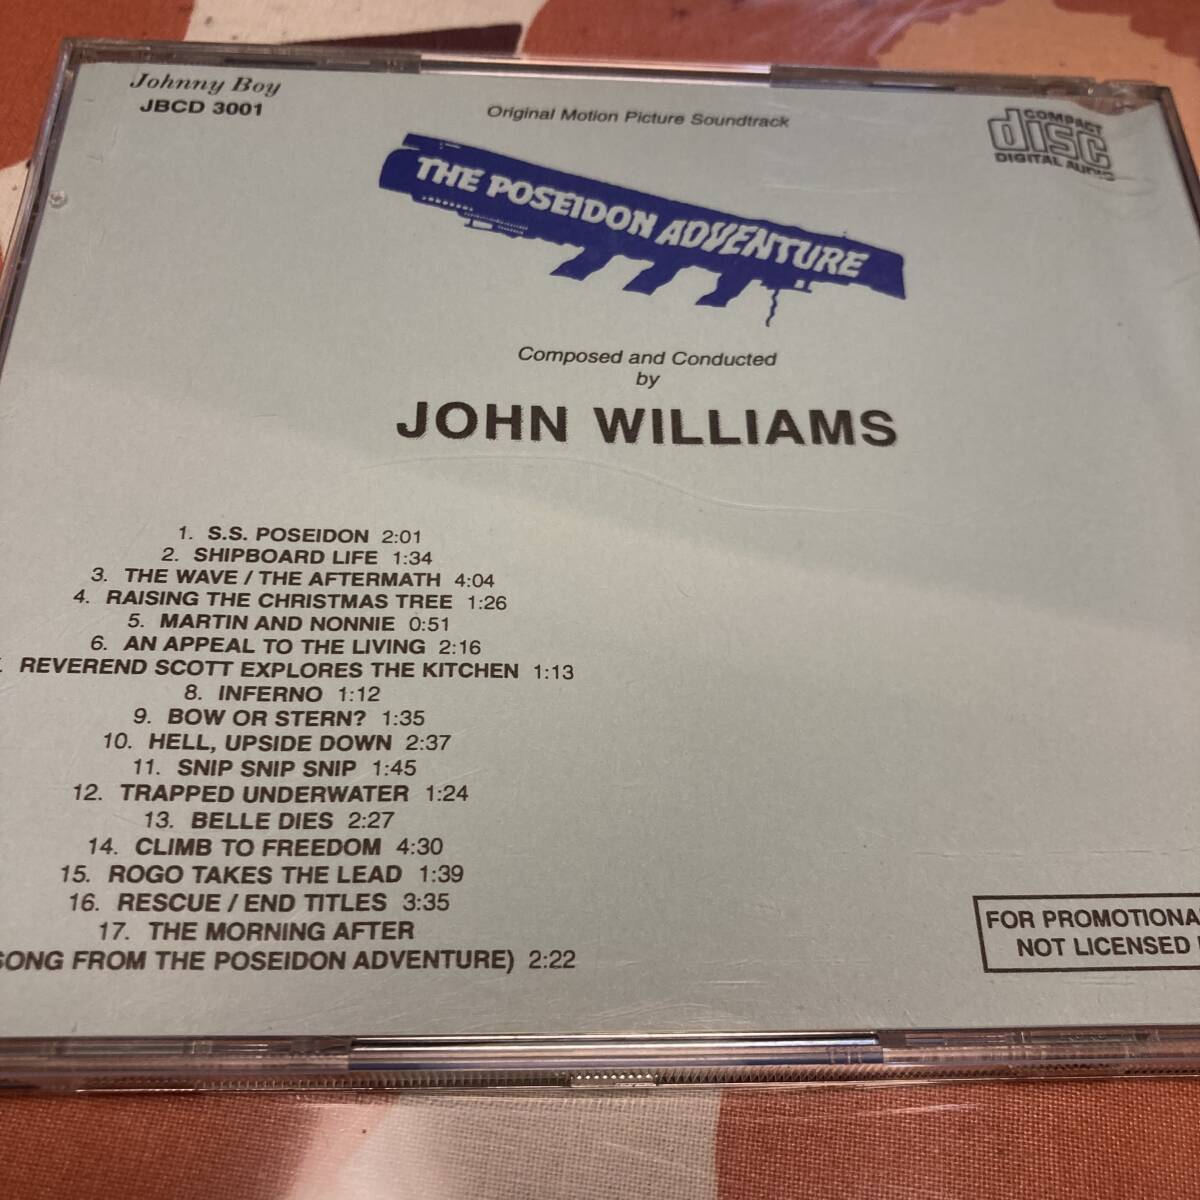 Johnny Boy
JBCD 3001
Original Motion Picture Soundtrack
COMPACT
disc
DIGITAL AUDIO
THE POSEIDON ADVENTURE
Composed and Conducted
by
JOHN WILLIAMS
1. S.S. POSEIDON 2:01
2. SHIPBOARD LIFE 1:34
3. THE WAVE / THE AFTERMATH 4:04
4. RAISING THE CHRISTMAS TREE 1:26
5. MARTIN AND NONNIE 0:51
6. AN APPEAL TO THE LIVING 2:16
REVEREND SCOTT EXPLORES THE KITCHEN 1:13
8. INFERNO 1:12
9. BOW OR STERN? 1:35
10. HELL, UPSIDE DOWN 2:37
11. SNIP SNIP SNIP 1:45
12. TRAPPED UNDERWATER 1:24
13. BELLE DIES 2:27
14. CLIMB TO FREEDOM 4:30
15. ROGO TAKES THE LEAD 1:39
16. RESCUE / END TITLES 3:35
17. THE MORNING AFTER
SONG FROM THE POSEIDON ADVENTURE) 2:22
FOR PROMOTIONA
NOT LICENSED